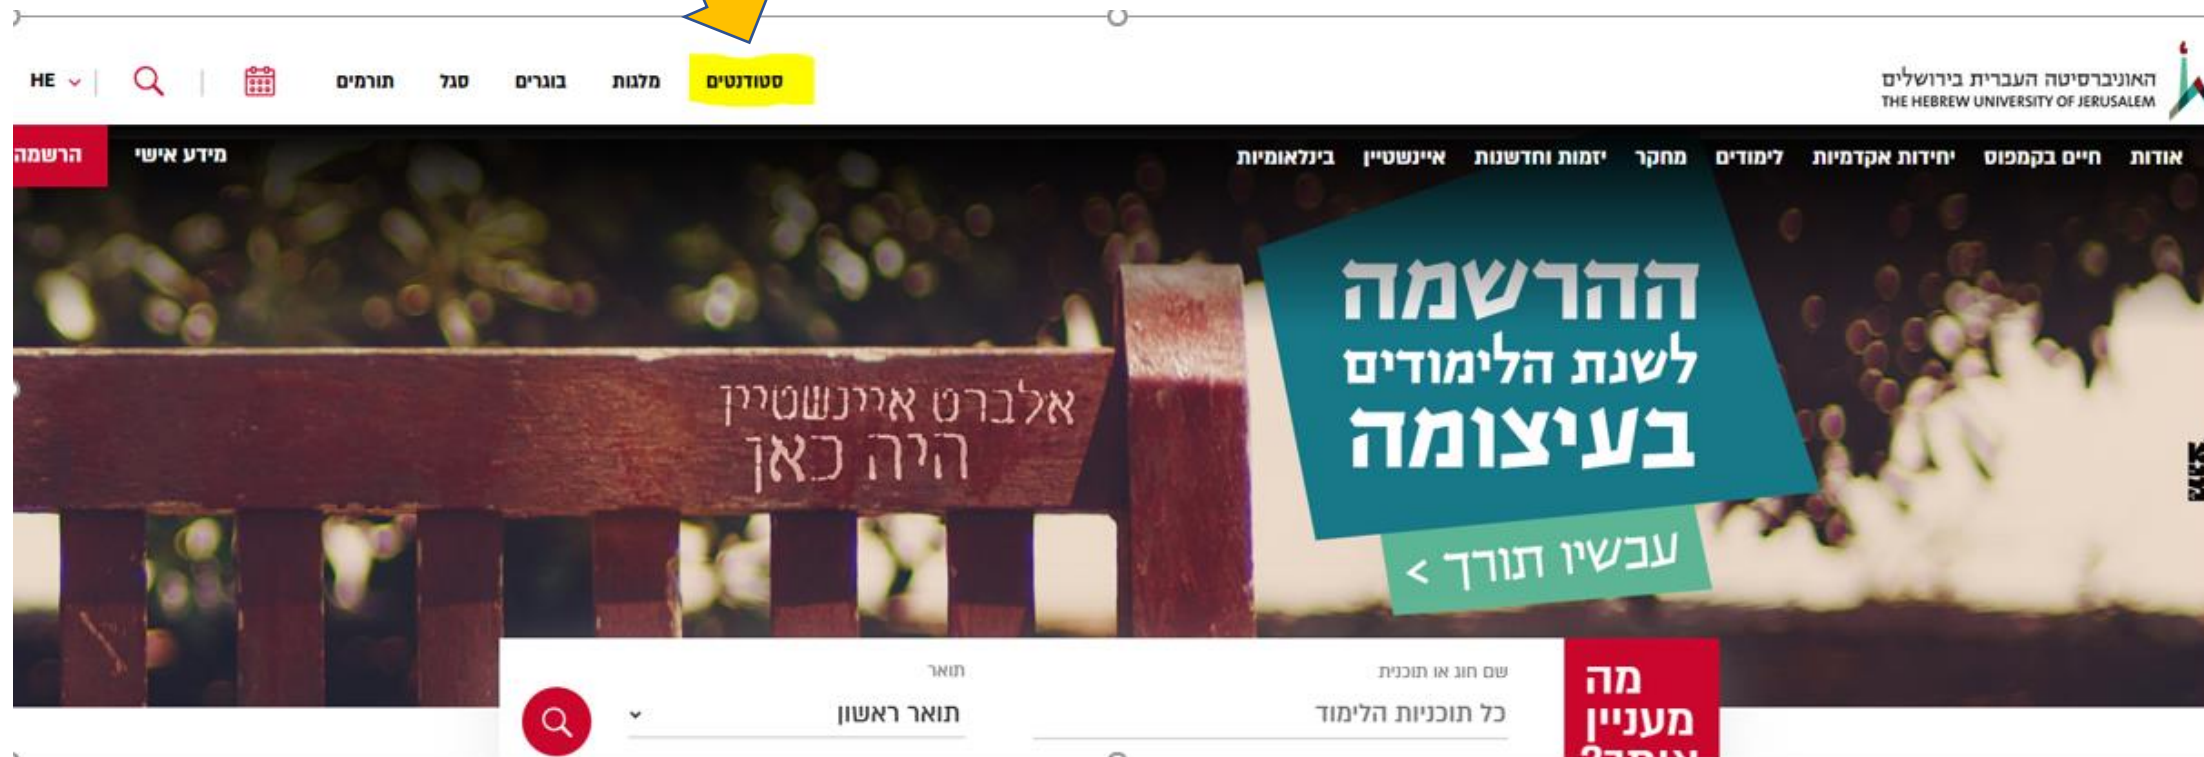 האוניברסיטה העברית בירושלים
THE HEBREW UNIVERSITY OF JERUSALEM
סטודנטים מלגות בוגרים סגל תורמים HE
אודות חיים בקמפוס יחידות אקדמיות לימודים מחקר יזמות וחדשנות איינשטיין בינלאומיות מידע אישי הרשמה
ההרשמה
לשנת הלימודים
בעיצומה
עכשיו תורך >
אלברט איינשטיין
היה כאן
מה
מעניין
שם חוג או תוכנית
כל תוכניות הלימוד
תואר
תואר ראשון